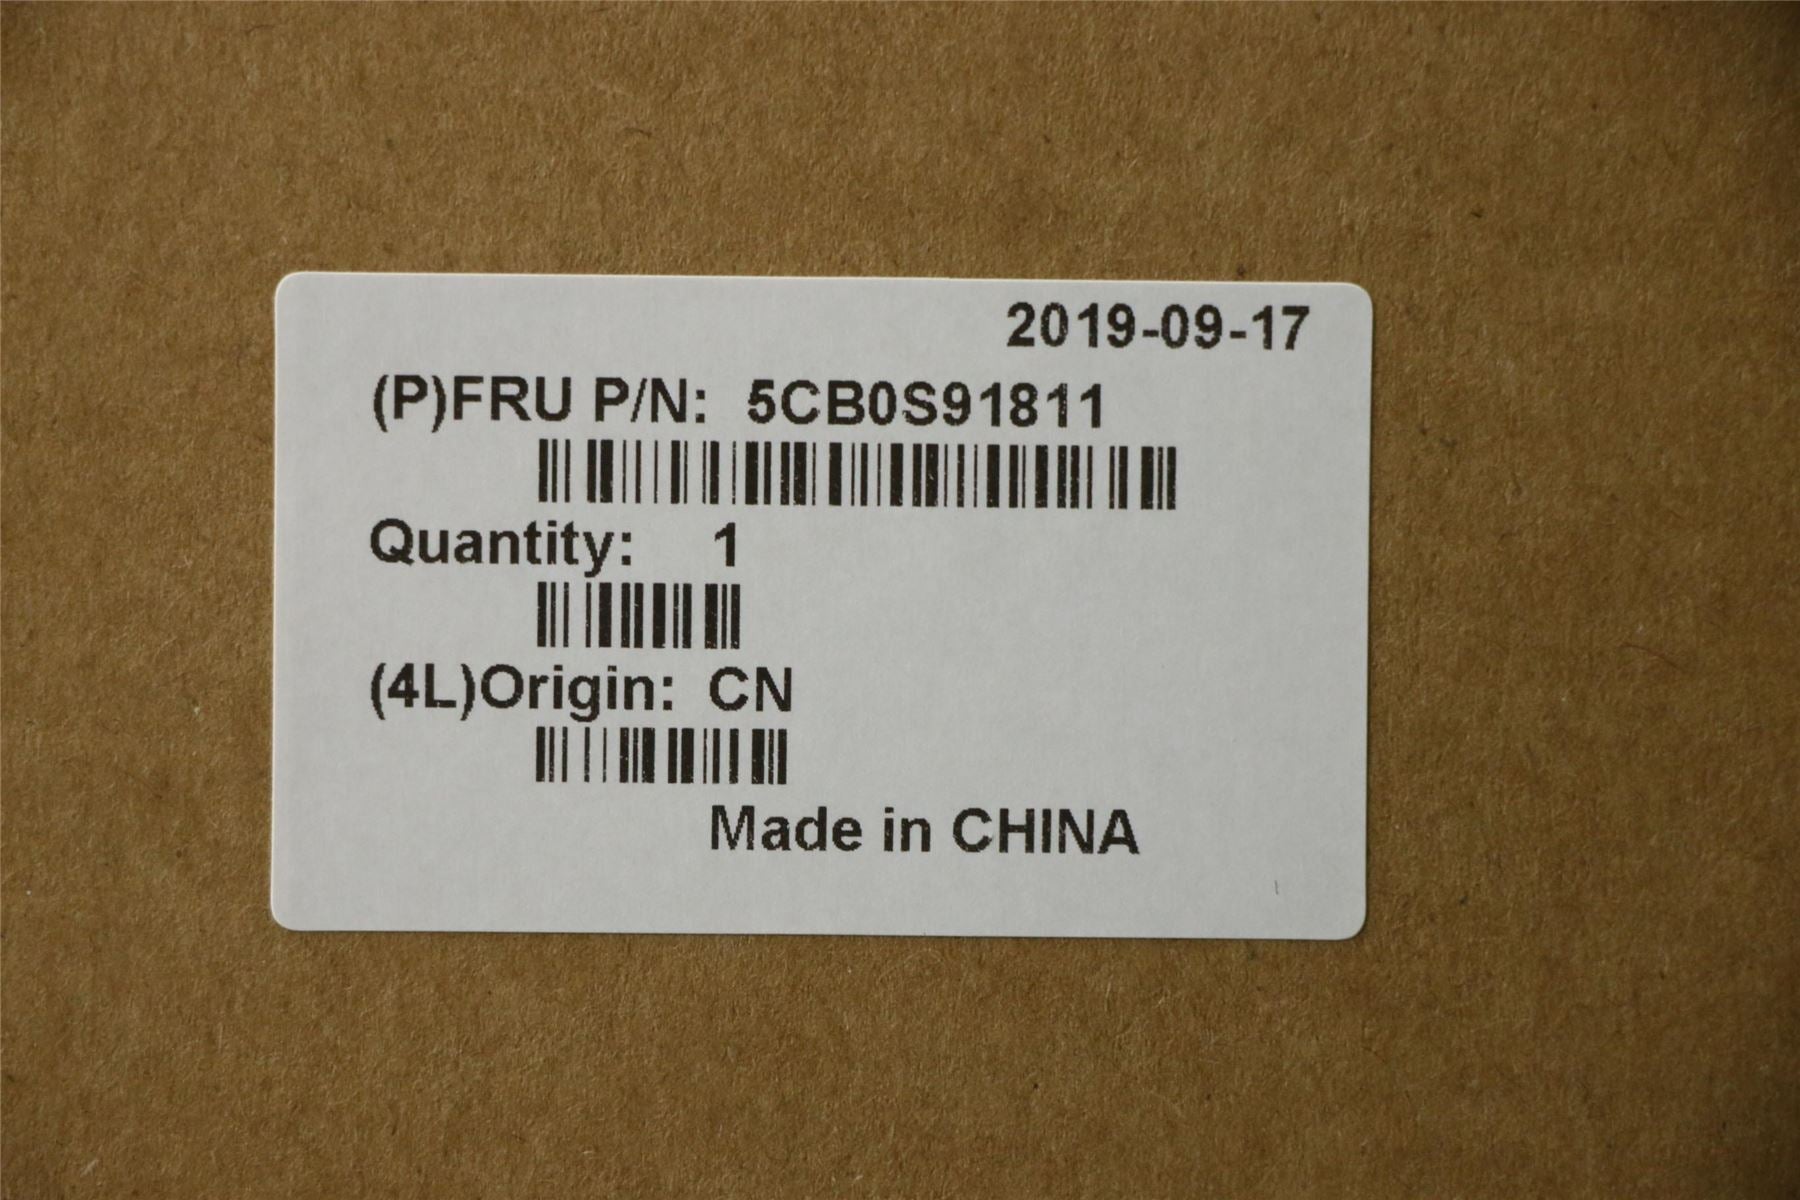 2019-09-17
(P)FRU P/N: 5CB0S91811
Quantity: 1
(4L)Origin: CN
Made in CHINA